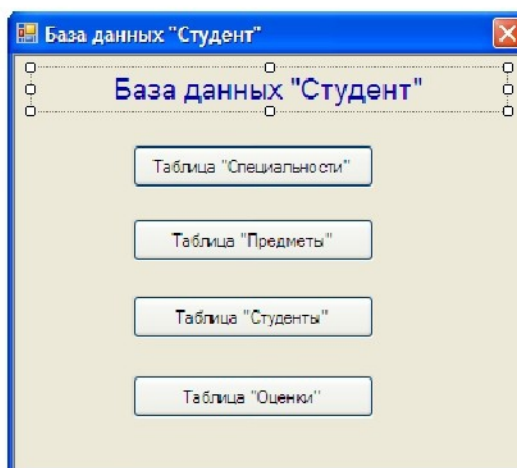 База данных "Студент"
База данных "Студент"
Таблица "Специальности"
Таблица "Предметы"
Таблица "Студенты"
Таблица "Оценки"